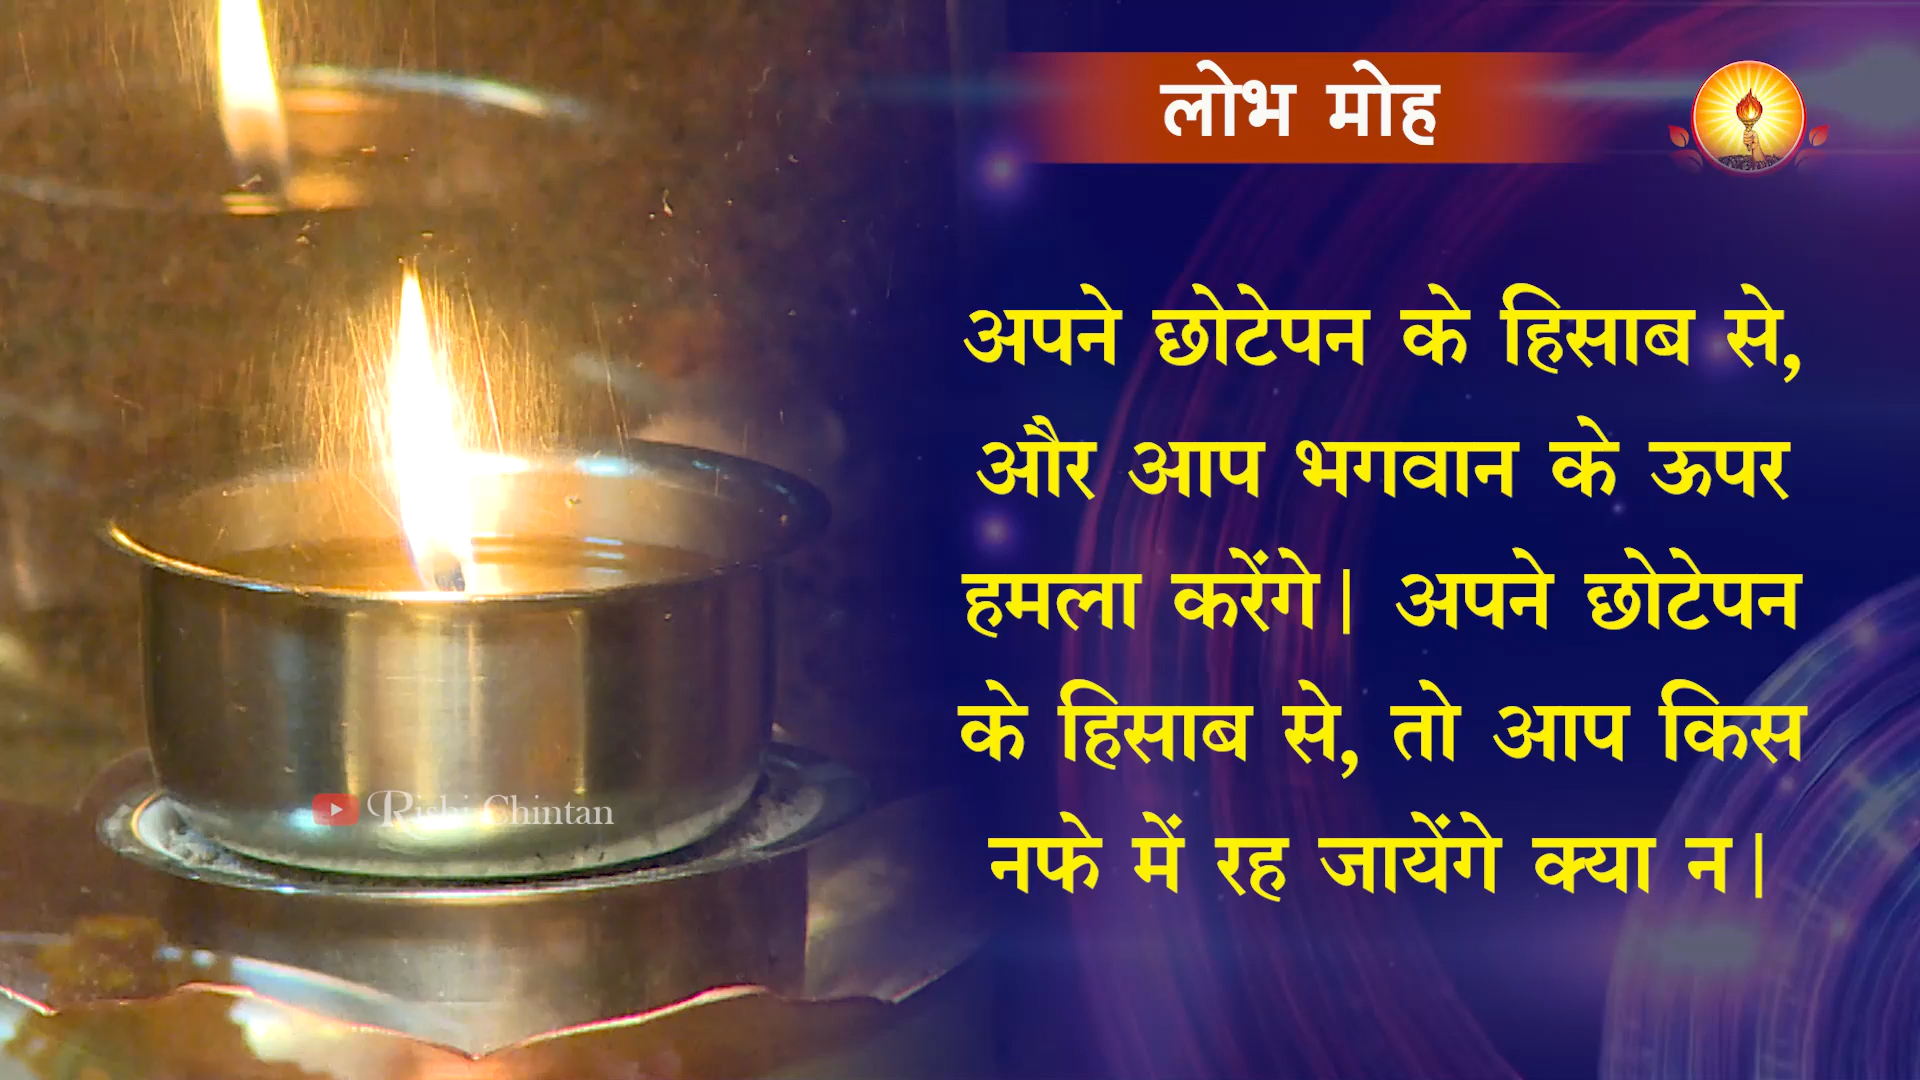 लोभ मोह
अपने छोटेपन के हिसाब से,
और आप भगवान के ऊपर
हमला करेंगे| अपने छोटेपन
के हिसाब से, तो आप किस
नफे में रह जायेंगे क्या न|
Rishi Chintan